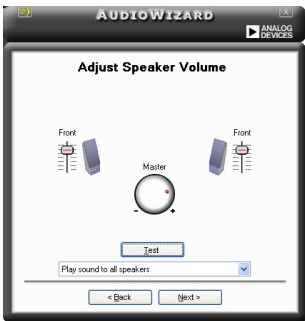 AUDIOWIZARD
X
ANALOG
DEVICES
Adjust Speaker Volume
Front
Front
Master
- +
Test
Play sound to all speakers
< Back
Next >